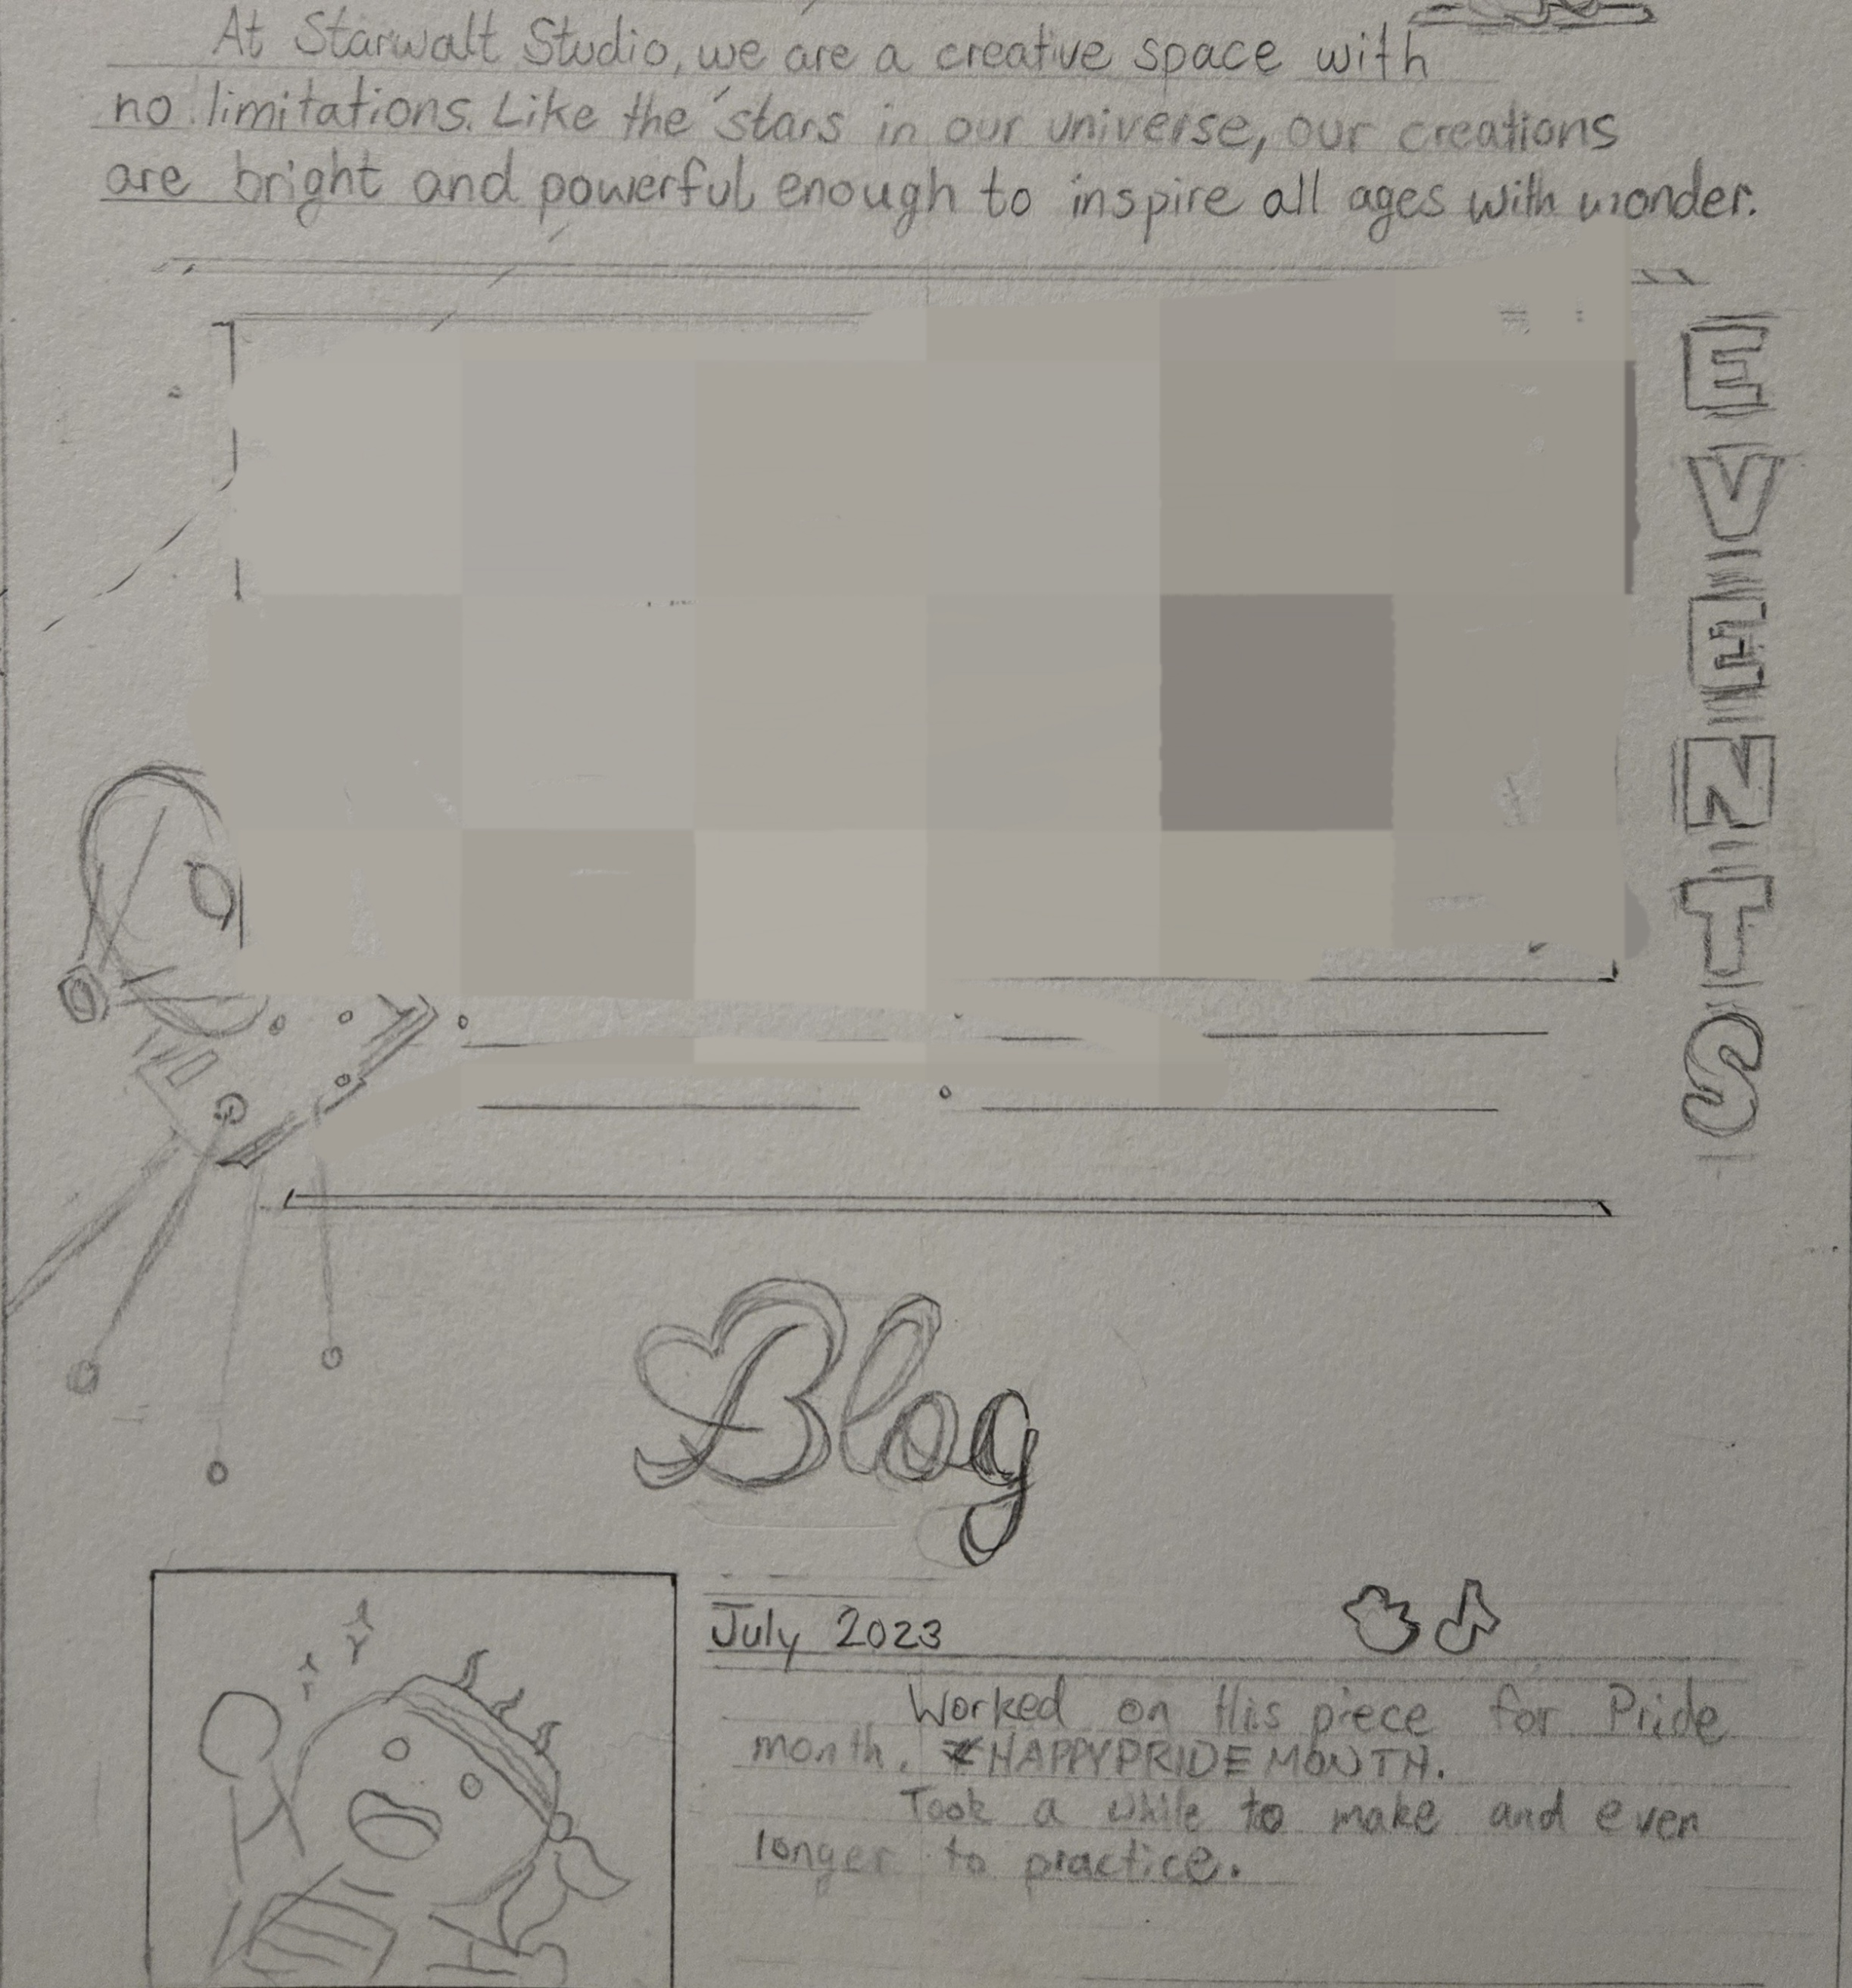 At Starwalt Studio, we are a creative space with
no limitations. Like the stars in our universe, our creations
are bright and powerful enough to inspire all ages with wonder.
EVENTS
Blog
July 2023
Worked on this piece for Pride
month. #HAPPYPRIDEMONTH.
Took a while to make and even
longer to practice.